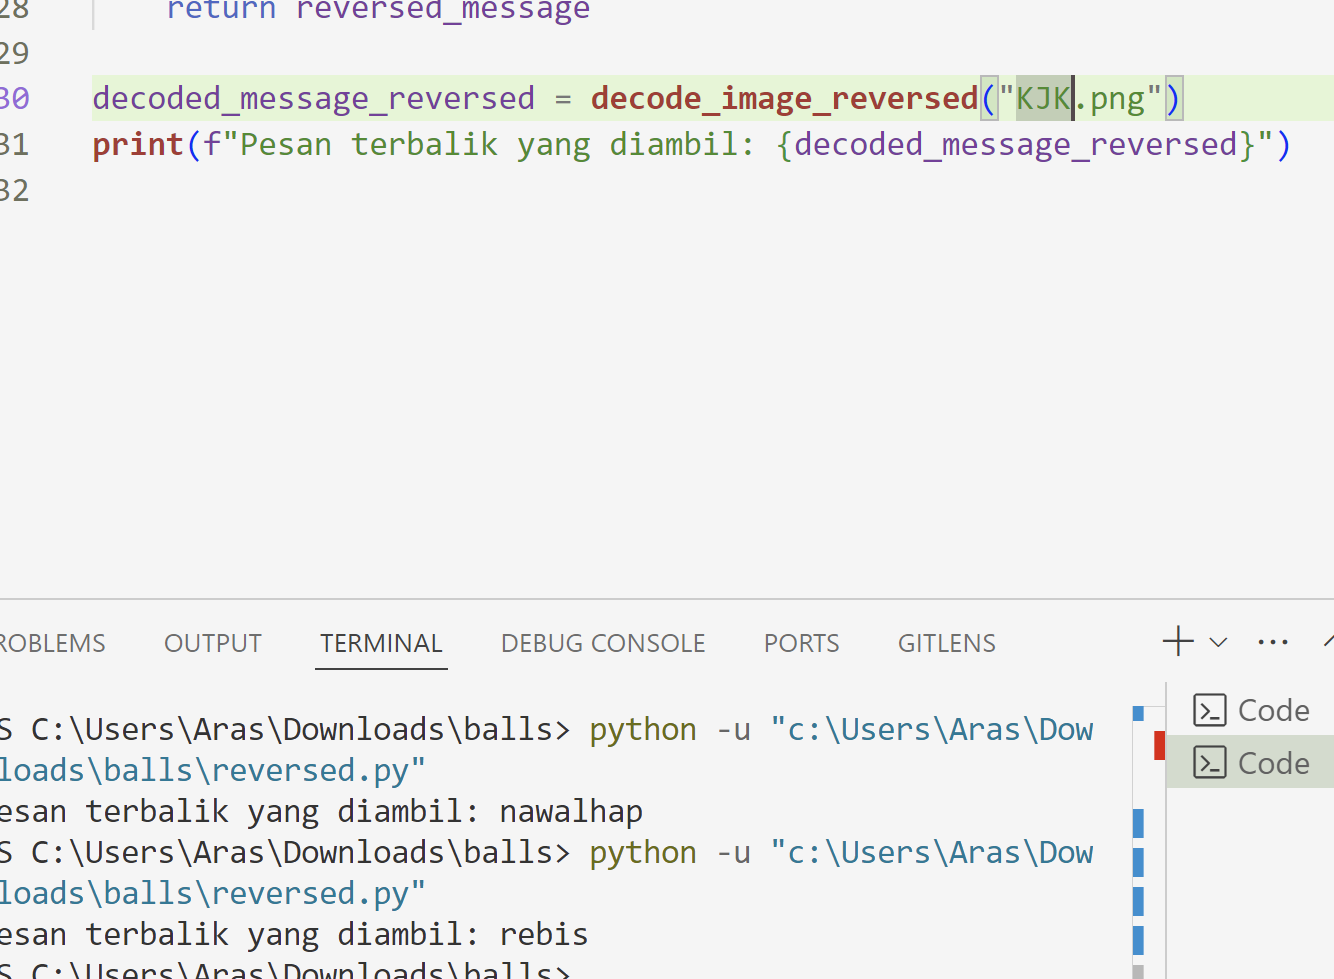 28 return reversed_message
29
30 decoded_message_reversed = decode_image_reversed("KJK.png")
31 print(f"Pesan terbalik yang diambil: {decoded_message_reversed}")
32
ROBLEMS OUTPUT TERMINAL DEBUG CONSOLE PORTS GITLENS
Code
Code
S C:\Users\Aras\Downloads\balls> python -u "c:\Users\Aras\Dow
loads\balls\reversed.py"
esan terbalik yang diambil: nawalhap
S C:\Users\Aras\Downloads\balls> python -u "c:\Users\Aras\Dow
loads\balls\reversed.py"
esan terbalik yang diambil: rebis
S C:\Users\Aras\Downloads\balls>